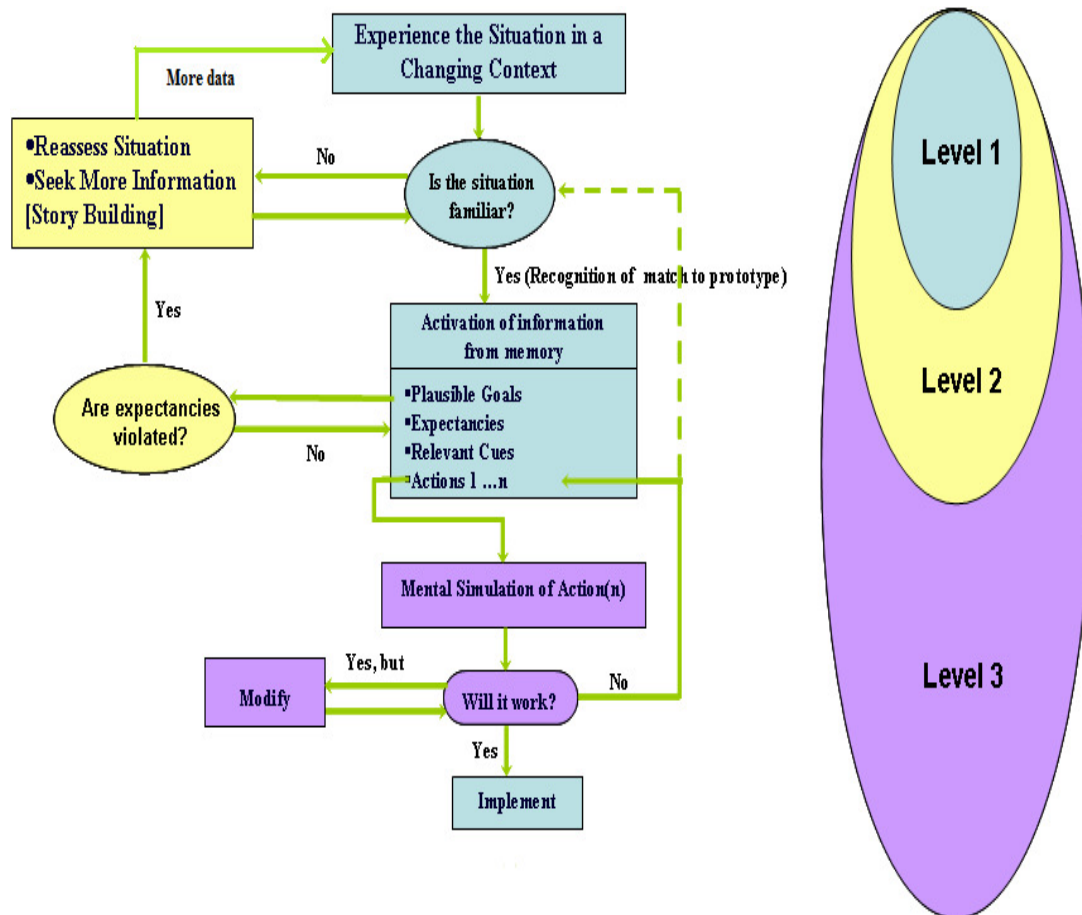 Experience the Situation in a
Changing Context
More data
▪Reassess Situation
▪Seek More Information
[Story Building]
No
Is the situation
familiar?
Yes (Recognition of match to prototype)
Yes
Activation of information
from memory
▪Plausible Goals
▪Expectancies
▪Relevant Cues
▪Actions 1 ...n
Are expectancies
violated?
No
Mental Simulation of Action(n)
Yes, but
Modify
Will it work?
No
Yes
Implement
Level 1
Level 2
Level 3